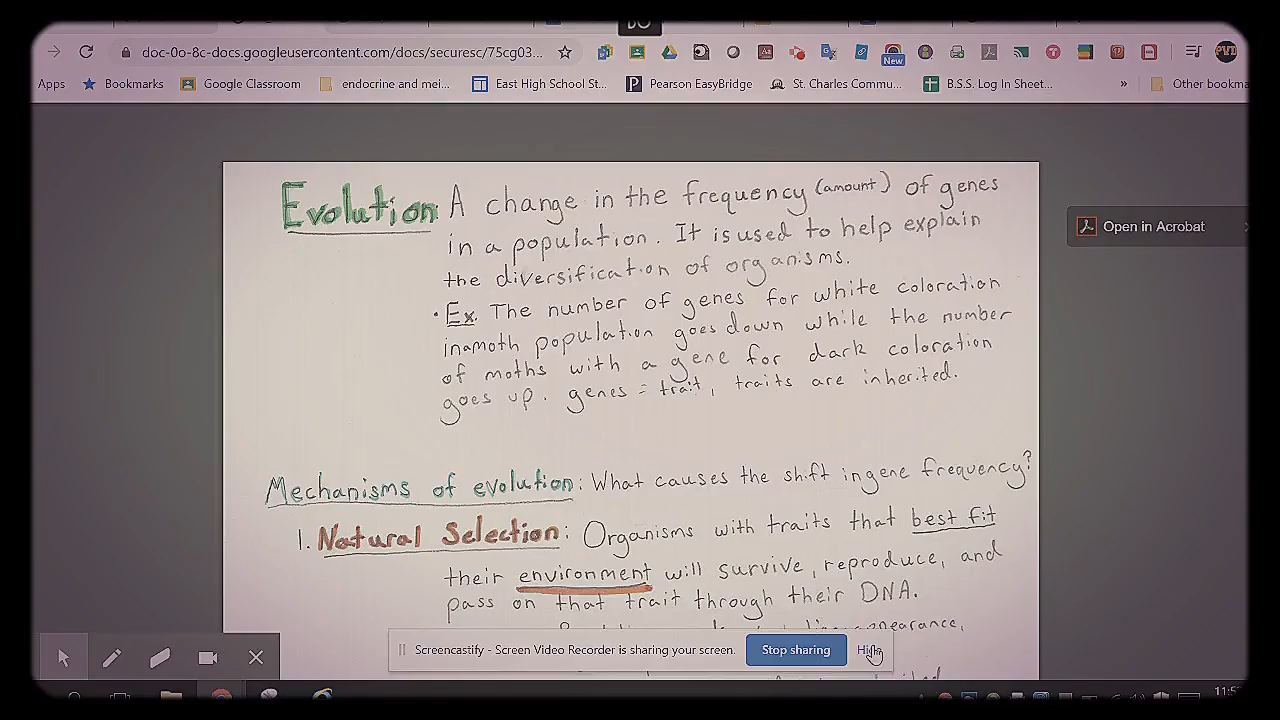 doc-0o-8c-docs.googleusercontent.com/docs/securesc/75cg03...
New
Apps Bookmarks Google Classroom endocrine and mei... East High School St... Pearson EasyBridge St. Charles Commu... B.S.S. Log In Sheet... » Other bookma
Open in Acrobat
Evolution A change in the frequency (amount) of genes
in a population. It is used to help explain
the diversification of organisms.
• Ex. The number of genes for white coloration
in a moth population goes down while the number
of moths with a gene for dark coloration
goes up. genes = trait, traits are inherited.
Mechanisms of evolution: What causes the shift in gene frequency?
1. Natural Selection: Organisms with traits that best fit
their environment will survive, reproduce, and
pass on that trait through their DNA.
Screencastify - Screen Video Recorder is sharing your screen. Stop sharing Hide